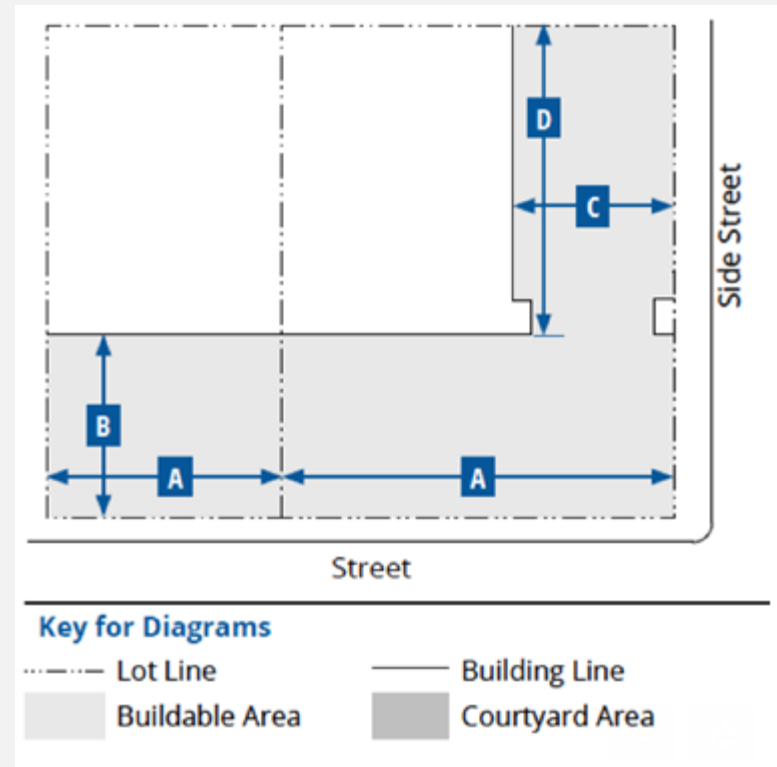 D
C
Side Street
B
A
A
Street
Key for Diagrams
Lot Line
Building Line
Buildable Area
Courtyard Area